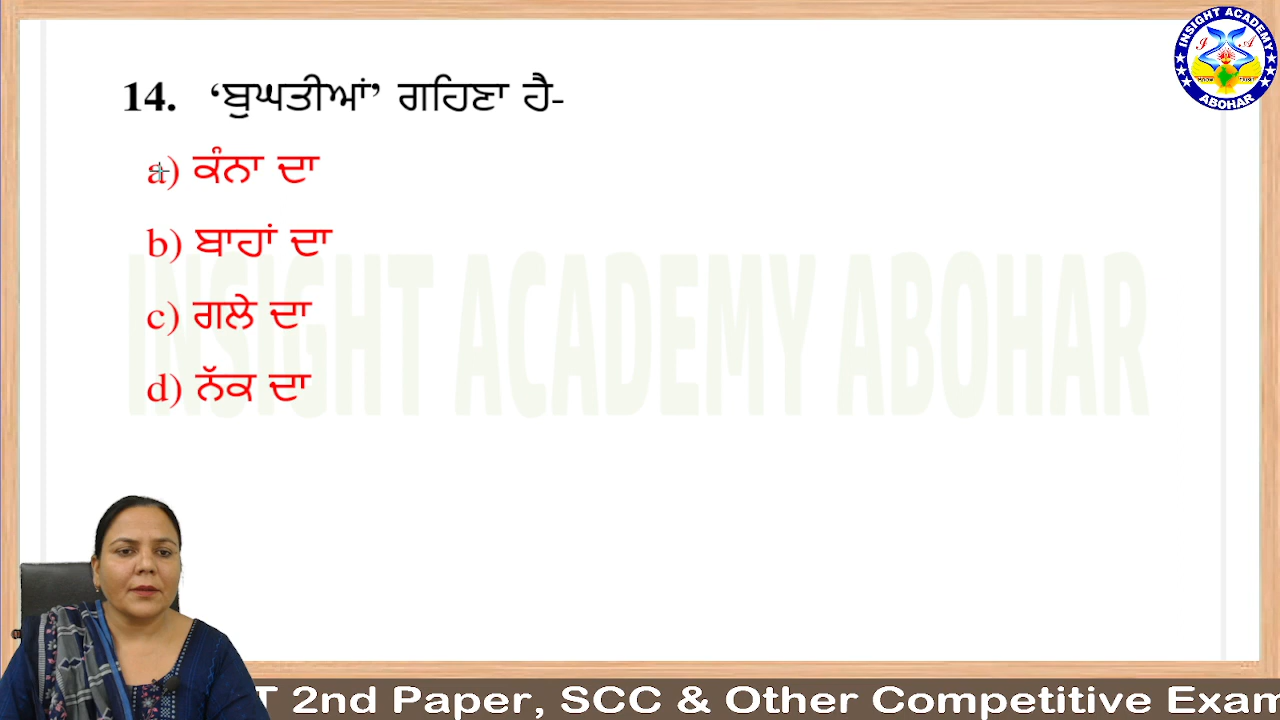 INSIGHT ACADEMY
ABOHAR
14. ‘ਬੁਘਤੀਆਂ’ ਗਹਿਣਾ ਹੈ-
a) ਕੰਨਾ ਦਾ
b) ਬਾਹਾਂ ਦਾ
c) ਗਲੇ ਦਾ
d) ਨੱਕ ਦਾ
INSIGHT ACADEMY ABOHAR
T 2nd Paper, SCC & Other Competitive Exam